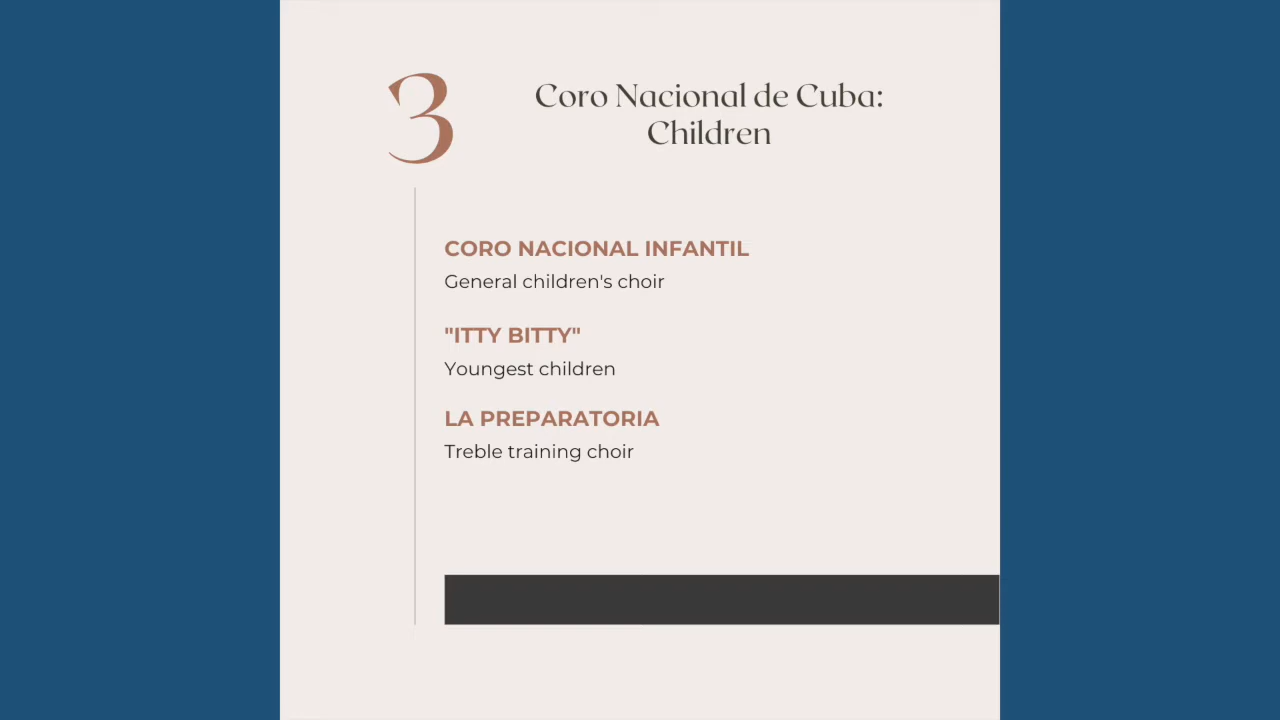 3
Coro Nacional de Cuba:
Children
CORO NACIONAL INFANTIL
General children's choir
"ITTY BITTY"
Youngest children
LA PREPARATORIA
Treble training choir